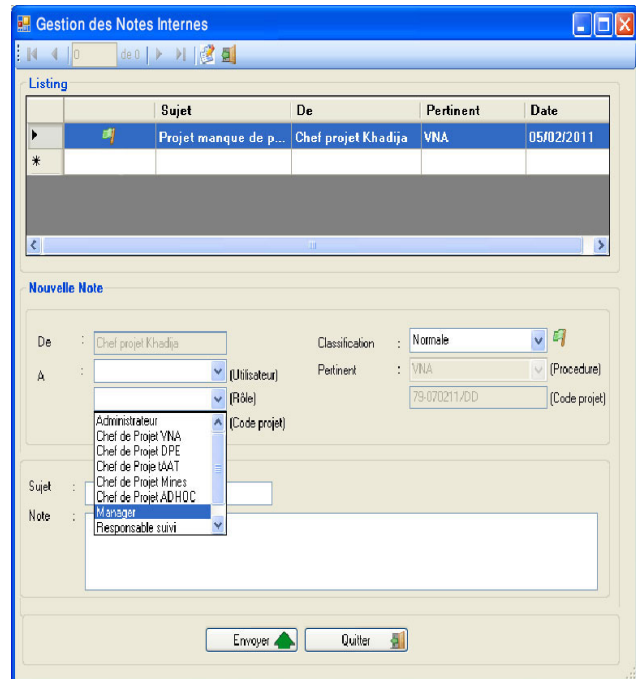 Gestion des Notes Internes
0 de 0
Listing
Sujet De Pertinent Date
Projet manque de p... Chef projet Khadija VNA 05/02/2011
Nouvelle Note
De : Chef projet Khadija Classification : Normale
A : (Utilisateur) Pertinent : VNA (Procedure)
(Rôle) 79-070211/DD (Code projet)
(Code projet)
Administrateur
Chef de Projet VNA
Chef de Projet DPE
Chef de Projet AAT
Chef de Projet Mines
Chef de Projet ADHOC
Manager
Responsable suivi
Sujet :
Note :
Envoyer Quitter